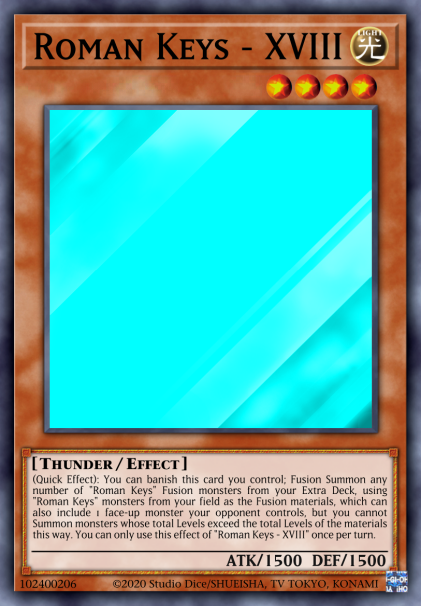 Roman Keys - XVIII
LIGHT
光
[Thunder / Effect]
(Quick Effect): You can banish this card you control; Fusion Summon any
number of "Roman Keys" Fusion monsters from your Extra Deck, using
"Roman Keys" monsters from your field as the Fusion materials, which can
also include 1 face-up monster your opponent controls, but you cannot
Summon monsters whose total Levels exceed the total Levels of the materials
this way. You can only use this effect of "Roman Keys - XVIII" once per turn.
ATK/1500 DEF/1500
102400206 ©2020 Studio Dice/SHUEISHA, TV TOKYO, KONAMI